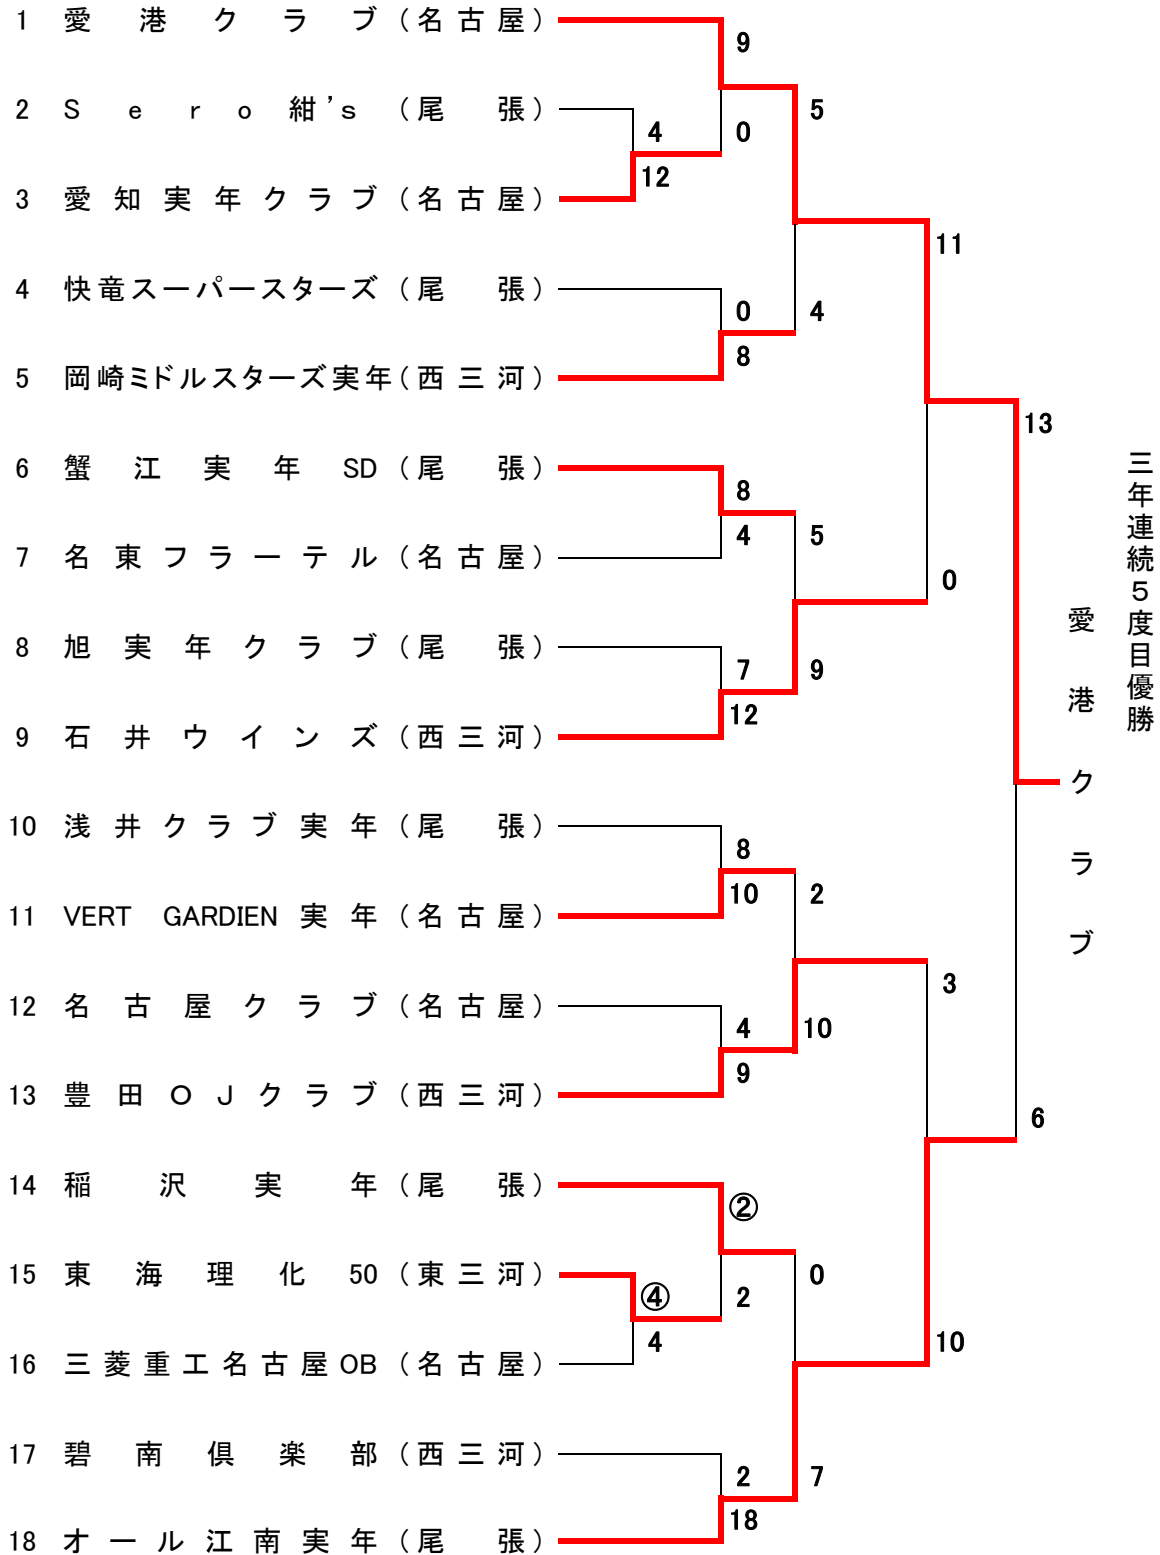 1 愛港クラブ（名古屋）
9
2 Sero紺's（尾張）
5
4
0
12
3 愛知実年クラブ（名古屋）
11
4 快竜スーパースターズ（尾張）
0
4
8
5 岡崎ミドルスターズ実年（西三河）
13
6 蟹江実年SD（尾張）
8
4
5
7 名東フラーテル（名古屋）
0
8 旭実年クラブ（尾張）
7
9
12
9 石井ウインズ（西三河）
三年連続５度目優勝
愛港クラブ
10 浅井クラブ実年（尾張）
8
10
2
11 VERT GARDIEN 実年（名古屋）
3
12 名古屋クラブ（名古屋）
4
10
9
13 豊田ＯＪクラブ（西三河）
6
14 稲沢実年（尾張）
②
15 東海理化50（東三河）
0
④
2
4
10
16 三菱重工名古屋OB（名古屋）
17 碧南倶楽部（西三河）
2
7
18
18 オール江南実年（尾張）